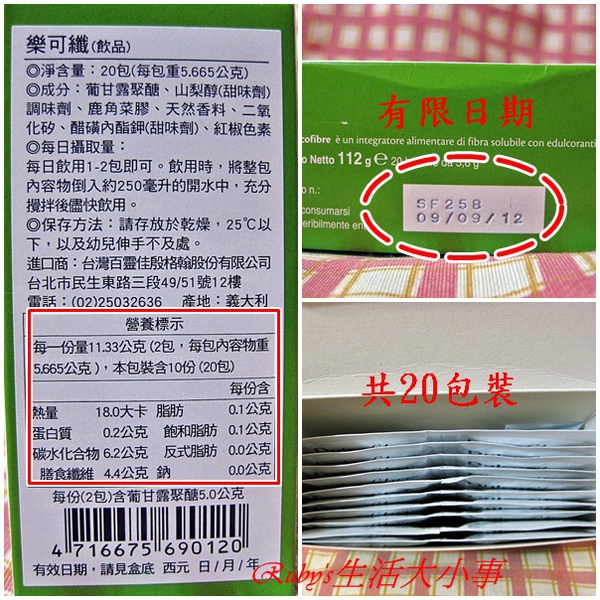 樂可纖(飲品)
◎淨含量：20包(每包重5.665公克)
◎成分：葡甘露聚醣、山梨醇(甜味劑)
調味劑、鹿角菜膠、天然香料、二氧
化矽、醋磺內酯鉀(甜味劑)、紅椒色素
◎每日攝取量：
每日飲用1-2包即可。飲用時，將整包
內容物倒入約250毫升的開水中，充分
攪拌後儘快飲用。
◎保存方法：請存放於乾燥，25℃以
下，以及幼兒伸手不及處。
進口商：台灣百靈佳殷格翰股份有限公司
台北市民生東路三段49/51號12樓
電話：(02)25032636 產地：義大利
營養標示
每一份量11.33公克(2包，每包內容物重
5.665公克)，本包裝含10份(20包)
每份含
熱量 18.0大卡 脂肪 0.1公克
蛋白質 0.2公克 飽和脂肪 0.1公克
碳水化合物 6.2公克 反式脂肪 0.0公克
膳食纖維 4.4公克 鈉 0.0公克
每份(2包)含葡甘露聚醣5.0公克
4 716675 690120
有效日期，請見盒底 西元 日/月/年
有限日期
cofibre è un integratore alimentare di fibra solubile con edulcoranti
o Netto 112 g e 20
da 5,6 g
o n.:
consumarsi
eribilmente
SF258
09/09/12
共20包裝
Ruby's生活大小事